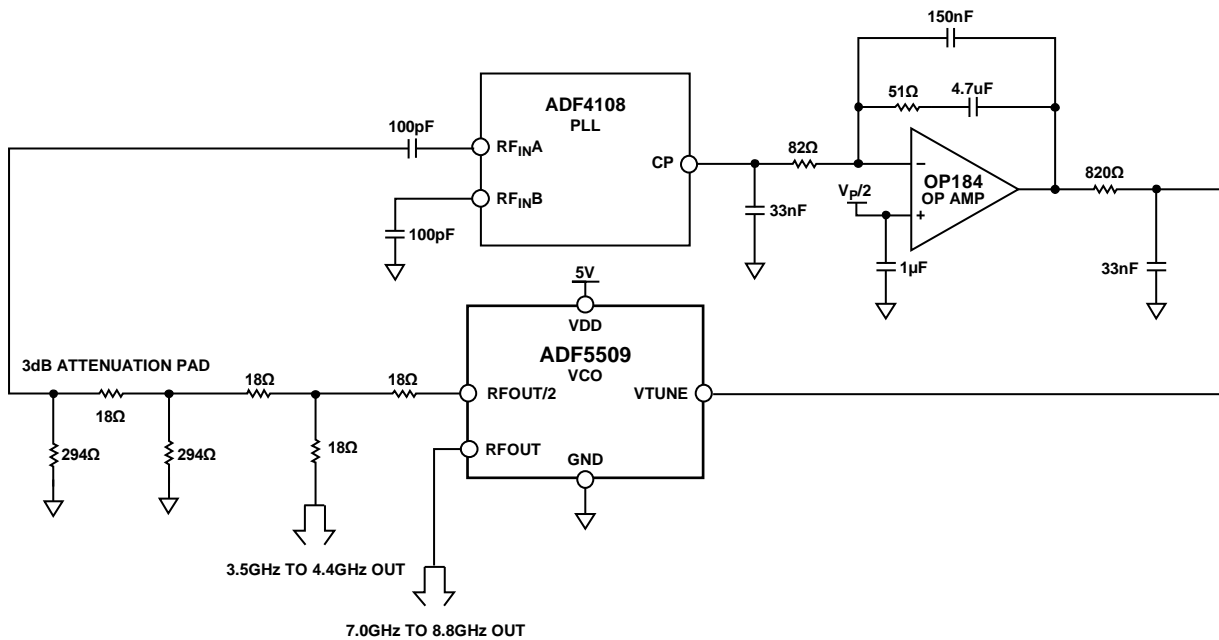 150nF
51Ω
4.7uF
ADF4108
PLL
100pF
RFINA
CP
82Ω
820Ω
OP184
OP AMP
VP/2
RFINB
33nF
100pF
1µF
33nF
5V
VDD
ADF5509
VCO
3dB ATTENUATION PAD
18Ω
18Ω
RFOUT/2
VTUNE
18Ω
294Ω
294Ω
18Ω
RFOUT
GND
3.5GHz TO 4.4GHz OUT
7.0GHz TO 8.8GHz OUT